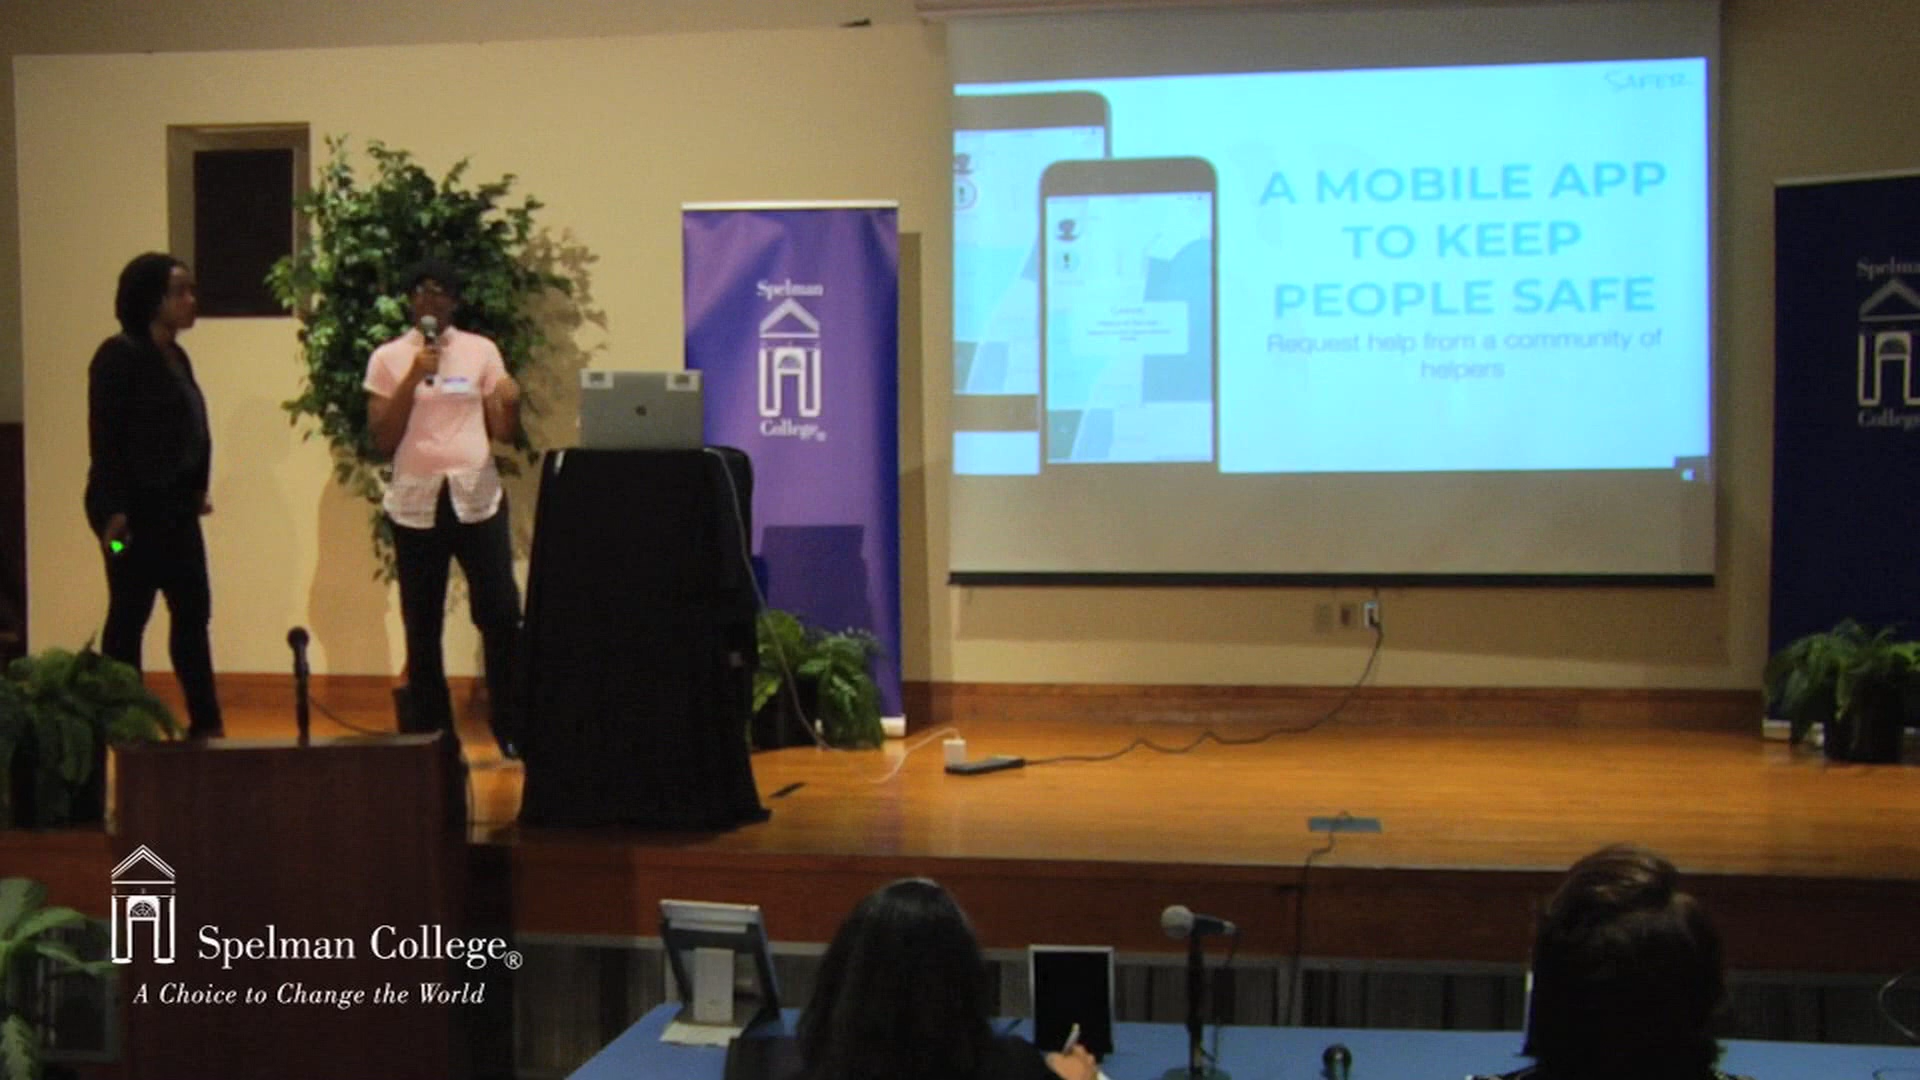 SAFER
A MOBILE APP
TO KEEP
PEOPLE SAFE
Request help from a community of
helpers
Spelman
College®
Spelman
College
Spelman College®
A Choice to Change the World